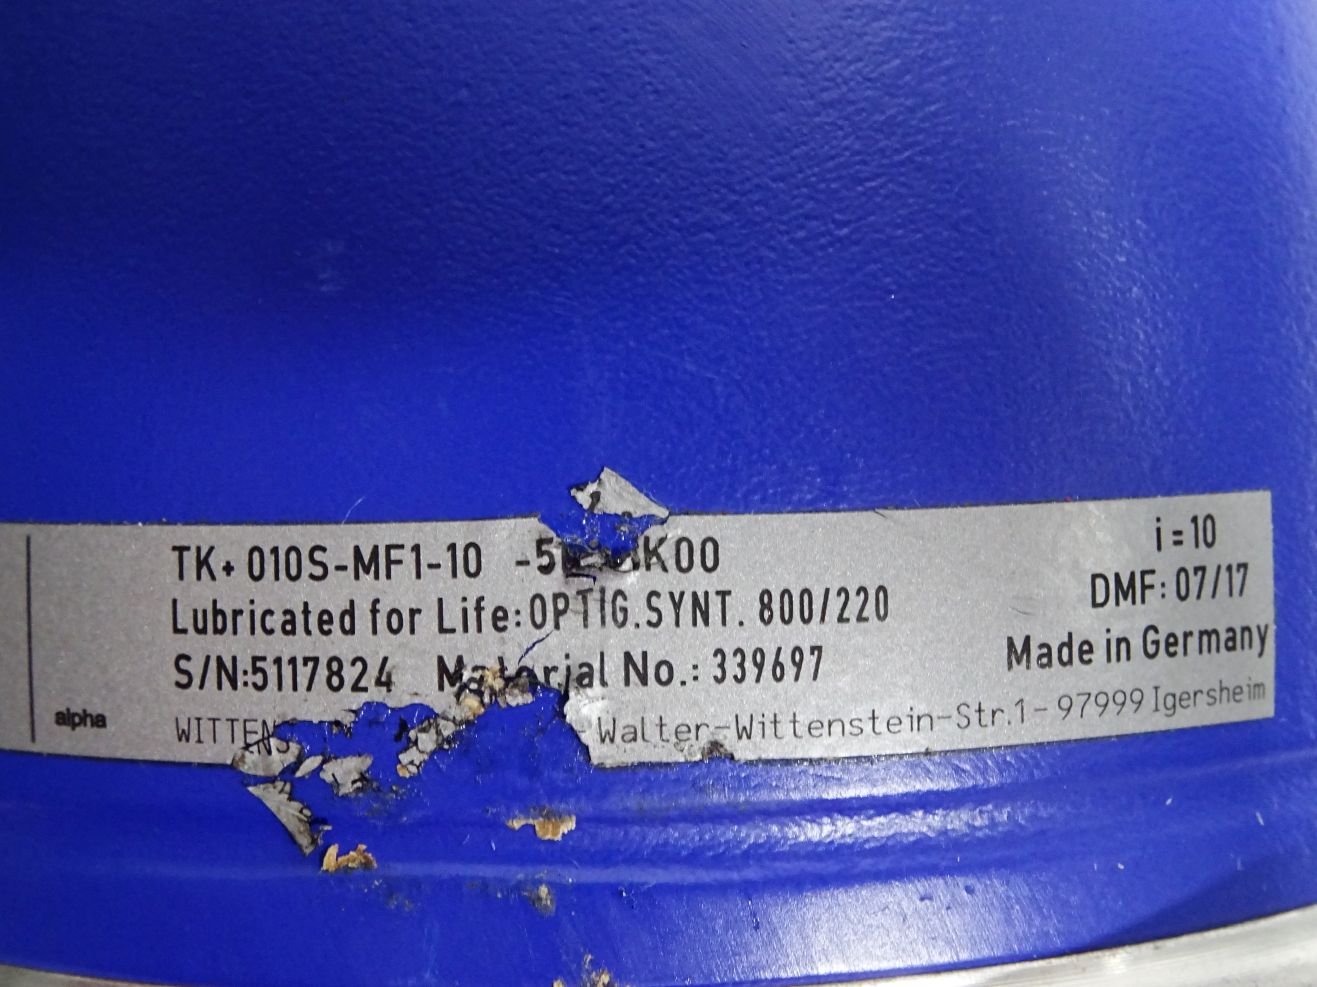 TK+ 010S-MF1-10 i=10
Lubricated for Life: OPTIG.SYNT. 800/220 DMF: 07/17
S/N:5117824 Material No.: 339697 Made in Germany
alpha - Walter-Wittenstein-Str.1 - 97999 Igersheim